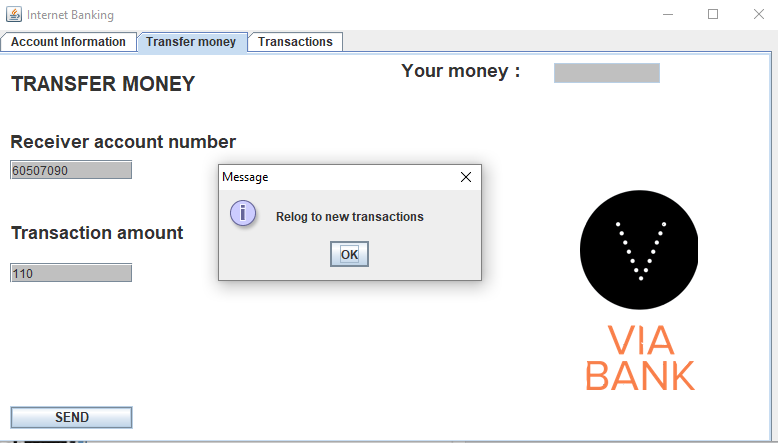 Internet Banking
Account Information
Transfer money
Transactions
Your money :
TRANSFER MONEY
Receiver account number
60507090
Message
i
Relog to new transactions
OK
Transaction amount
110
VIA
BANK
SEND